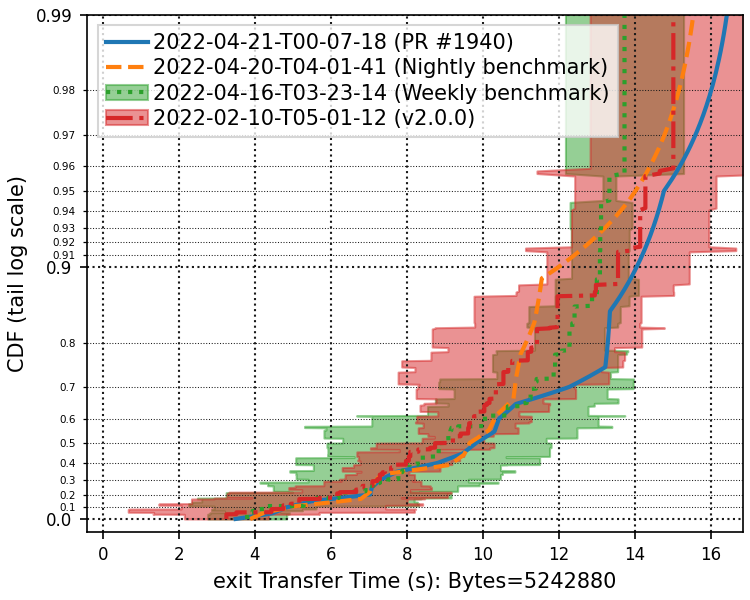 0.99
2022-04-21-T00-07-18 (PR #1940)
2022-04-20-T04-01-41 (Nightly benchmark)
2022-04-16-T03-23-14 (Weekly benchmark)
2022-02-10-T05-01-12 (v2.0.0)
0.98
0.97
0.96
0.95
0.94
0.93
0.92
0.91
0.9
0.8
0.7
0.6
0.5
0.4
0.3
0.2
0.1
0.0
CDF (tail log scale)
0 2 4 6 8 10 12 14 16
exit Transfer Time (s): Bytes=5242880